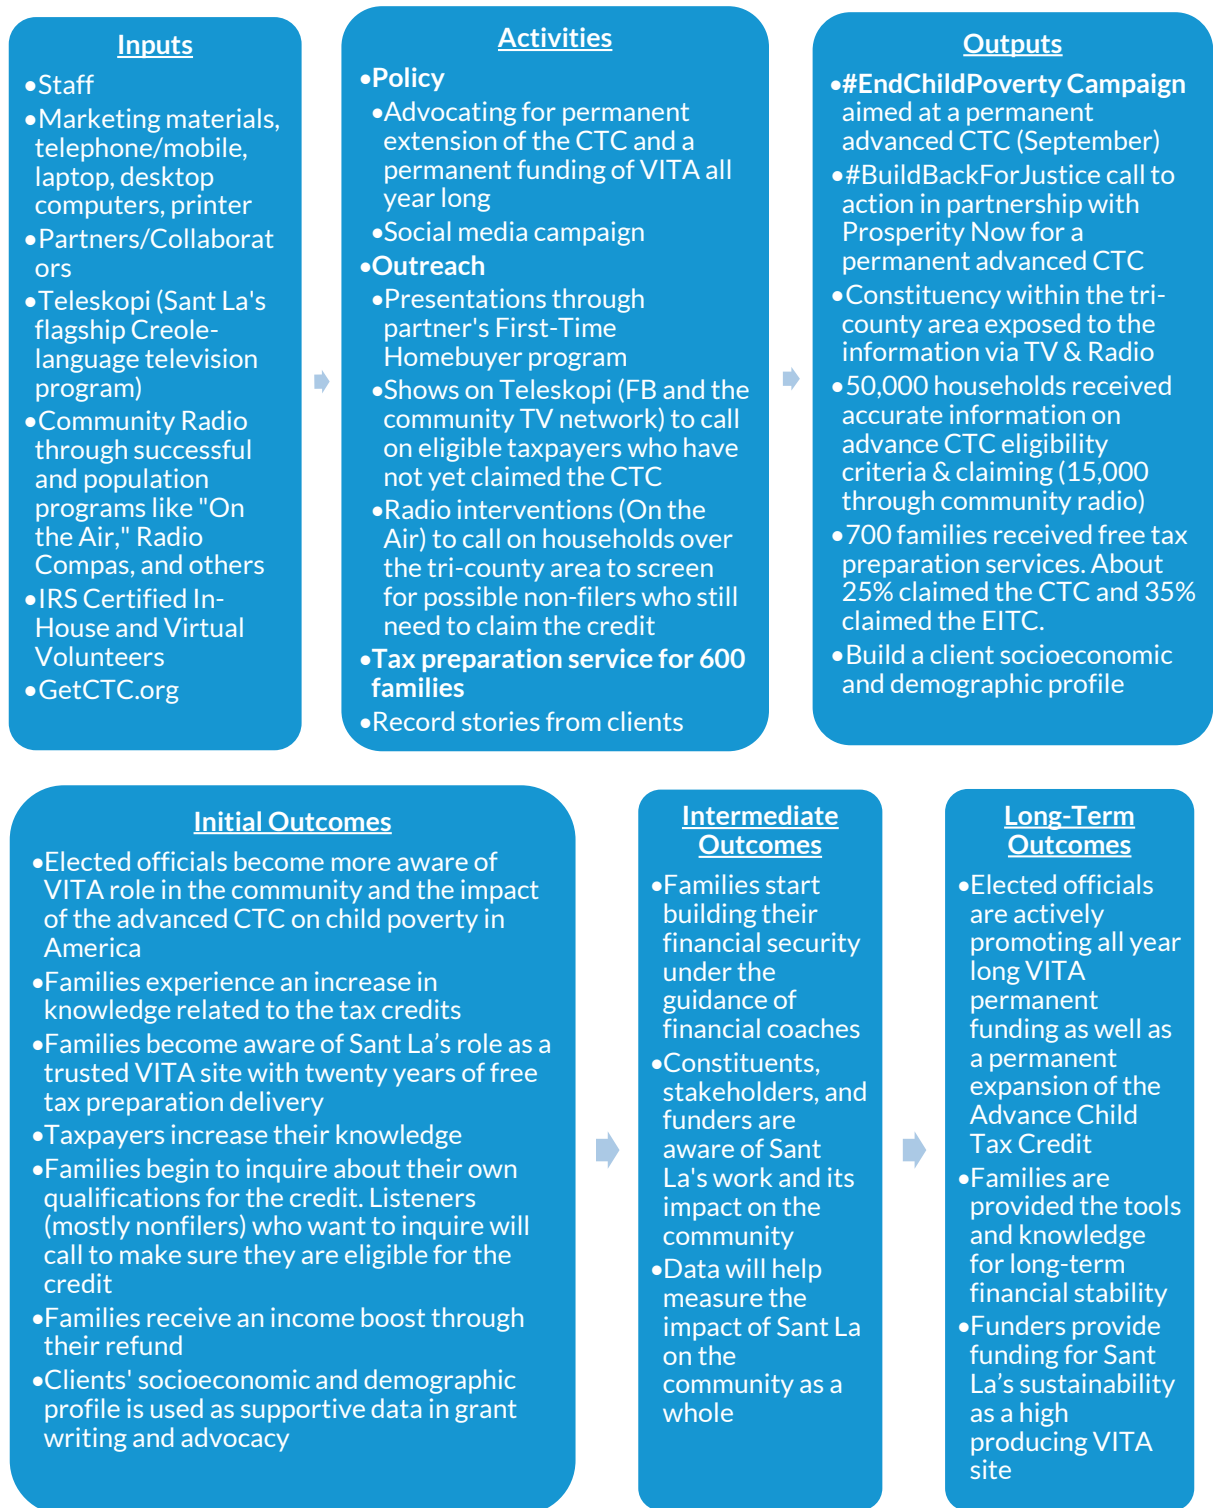 Inputs
•Staff
•Marketing materials,
telephone/mobile,
laptop, desktop
computers, printer
•Partners/Collaborat
ors
•Teleskopi (Sant La's
flagship Creole-
language television
program)
•Community Radio
through successful
and population
programs like "On
the Air," Radio
Compas, and others
•IRS Certified In-
House and Virtual
Volunteers
•GetCTC.org
Activities
•Policy
•Advocating for permanent
extension of the CTC and a
permanent funding of VITA all
year long
•Social media campaign
•Outreach
•Presentations through
partner's First-Time
Homebuyer program
•Shows on Teleskopi (FB and the
community TV network) to call
on eligible taxpayers who have
not yet claimed the CTC
•Radio interventions (On the
Air) to call on households over
the tri-county area to screen
for possible non-filers who still
need to claim the credit
•Tax preparation service for 600
families
•Record stories from clients
Outputs
•#EndChildPoverty Campaign
aimed at a permanent
advanced CTC (September)
•#BuildBackForJustice call to
action in partnership with
Prosperity Now for a
permanent advanced CTC
•Constituency within the tri-
county area exposed to the
information via TV & Radio
•50,000 households received
accurate information on
advance CTC eligibility
criteria & claiming (15,000
through community radio)
•700 families received free tax
preparation services. About
25% claimed the CTC and 35%
claimed the EITC.
•Build a client socioeconomic
and demographic profile
Initial Outcomes
•Elected officials become more aware of
VITA role in the community and the impact
of the advanced CTC on child poverty in
America
•Families experience an increase in
knowledge related to the tax credits
•Families become aware of Sant La’s role as a
trusted VITA site with twenty years of free
tax preparation delivery
•Taxpayers increase their knowledge
•Families begin to inquire about their own
qualifications for the credit. Listeners
(mostly nonfilers) who want to inquire will
call to make sure they are eligible for the
credit
•Families receive an income boost through
their refund
•Clients' socioeconomic and demographic
profile is used as supportive data in grant
writing and advocacy
Intermediate
Outcomes
•Families start
building their
financial security
under the
guidance of
financial coaches
•Constituents,
stakeholders, and
funders are
aware of Sant
La's work and its
impact on the
community
•Data will help
measure the
impact of Sant La
on the
community as a
whole
Long-Term
Outcomes
•Elected officials
are actively
promoting all year
long VITA
permanent
funding as well as
a permanent
expansion of the
Advance Child
Tax Credit
•Families are
provided the tools
and knowledge
for long-term
financial stability
•Funders provide
funding for Sant
La’s sustainability
as a high
producing VITA
site